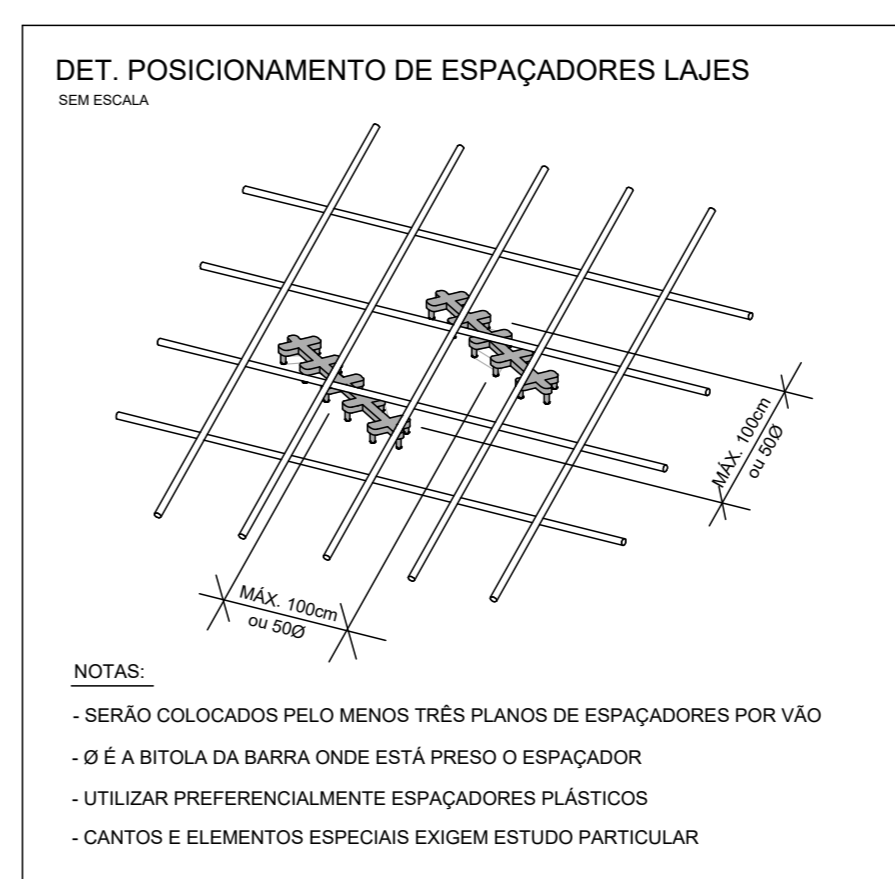 DET. POSICIONAMENTO DE ESPAÇADORES LAJES
SEM ESCALA
MÁX. 100cm
ou 50Ø
MÁX. 100cm
ou 50Ø
NOTAS:
- SERÃO COLOCADOS PELO MENOS TRÊS PLANOS DE ESPAÇADORES POR VÃO
- Ø É A BITOLA DA BARRA ONDE ESTÁ PRESO O ESPAÇADOR
- UTILIZAR PREFERENCIALMENTE ESPAÇADORES PLÁSTICOS
- CANTOS E ELEMENTOS ESPECIAIS EXIGEM ESTUDO PARTICULAR